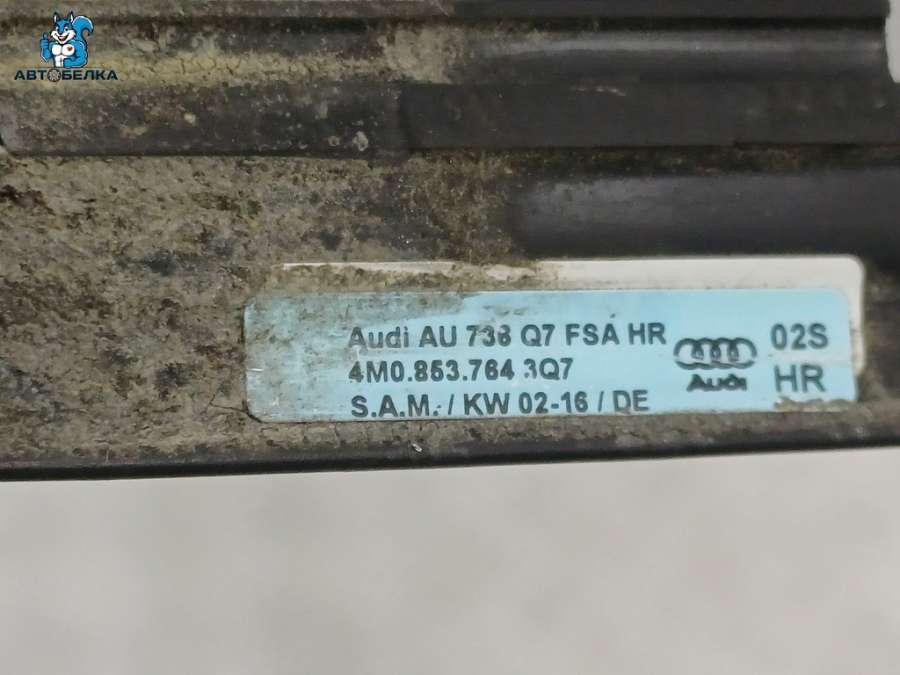 АВТОБЕЛКА
Audi AU 736 Q7 FSA HR
4M0.853.764 3Q7
S.A.M. / KW 02-16 / DE
Audi
02S
HR